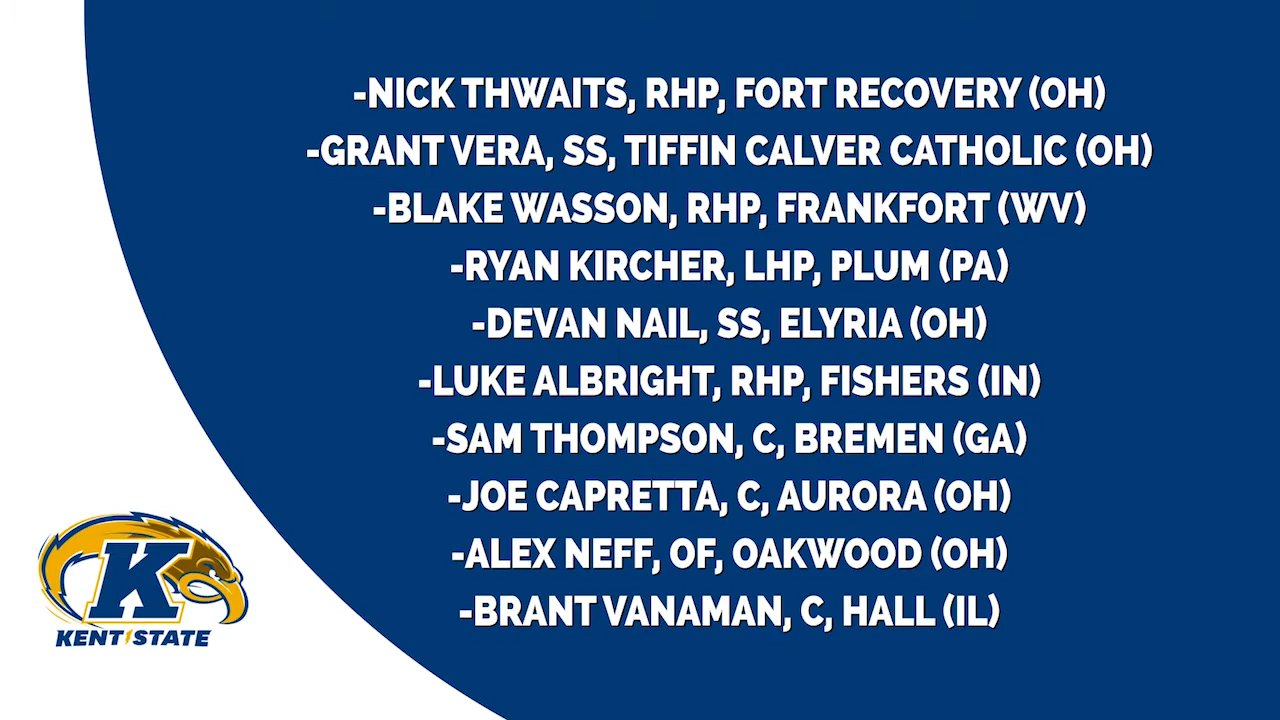 -NICK THWAITS, RHP, FORT RECOVERY (OH)
-GRANT VERA, SS, TIFFIN CALVER CATHOLIC (OH)
-BLAKE WASSON, RHP, FRANKFORT (WV)
-RYAN KIRCHER, LHP, PLUM (PA)
-DEVAN NAIL, SS, ELYRIA (OH)
-LUKE ALBRIGHT, RHP, FISHERS (IN)
-SAM THOMPSON, C, BREMEN (GA)
-JOE CAPRETTA, C, AURORA (OH)
-ALEX NEFF, OF, OAKWOOD (OH)
-BRANT VANAMAN, C, HALL (IL)
K
KENT STATE